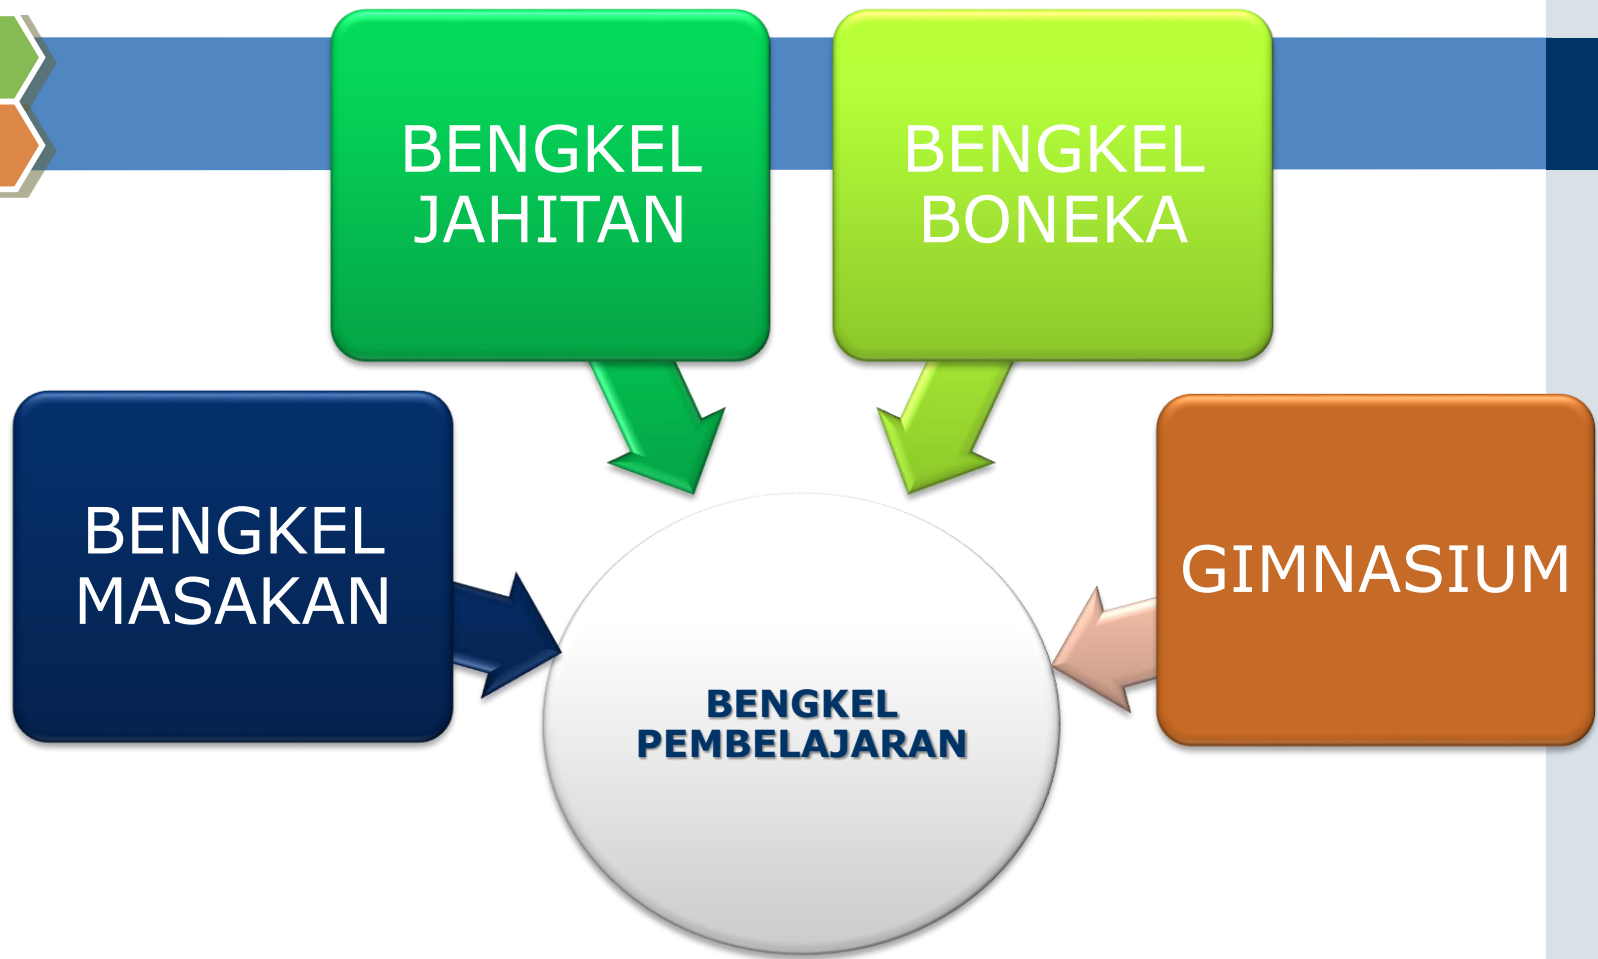 BENGKEL
JAHITAN
BENGKEL
BONEKA
BENGKEL
MASAKAN
GIMNASIUM
BENGKEL
PEMBELAJARAN